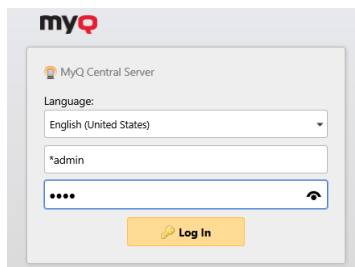 myQ
MyQ Central Server
Language:
English (United States)
*admin
••••
Log In